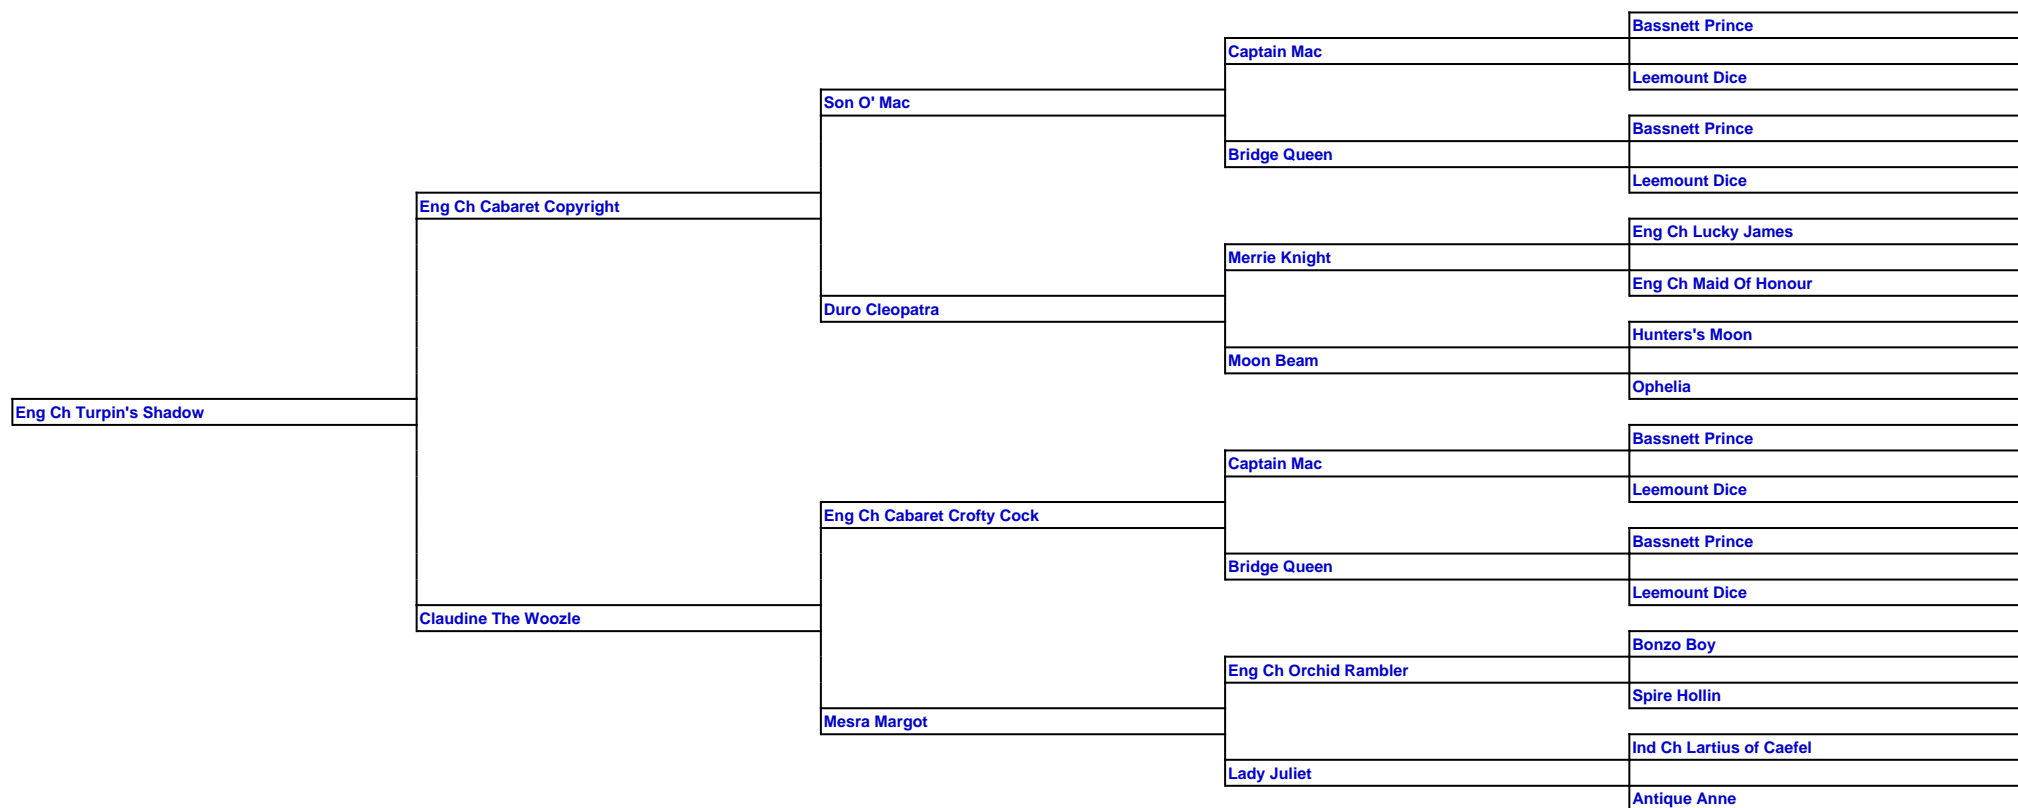 Bassnett Prince
Captain Mac
Leemount Dice
Son O' Mac
Bassnett Prince
Bridge Queen
Leemount Dice
Eng Ch Cabaret Copyright
Eng Ch Lucky James
Merrie Knight
Eng Ch Maid Of Honour
Duro Cleopatra
Hunters's Moon
Moon Beam
Ophelia
Eng Ch Turpin's Shadow
Bassnett Prince
Captain Mac
Leemount Dice
Eng Ch Cabaret Crofty Cock
Bassnett Prince
Bridge Queen
Leemount Dice
Claudine The Woozle
Bonzo Boy
Eng Ch Orchid Rambler
Spire Hollin
Mesra Margot
Ind Ch Lartius of Caefel
Lady Juliet
Antique Anne